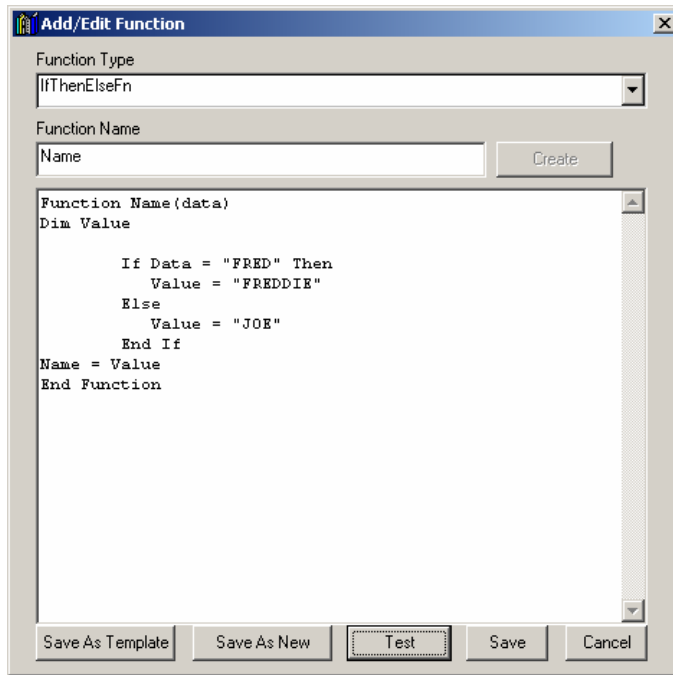 Add/Edit Function
Function Type
IfThenElseFn
Function Name
Name
Create
Function Name(data)
Dim Value
If Data = "FRED" Then
Value = "FREDDIE"
Else
Value = "JOE"
End If
Name = Value
End Function
Save As Template
Save As New
Test
Save
Cancel